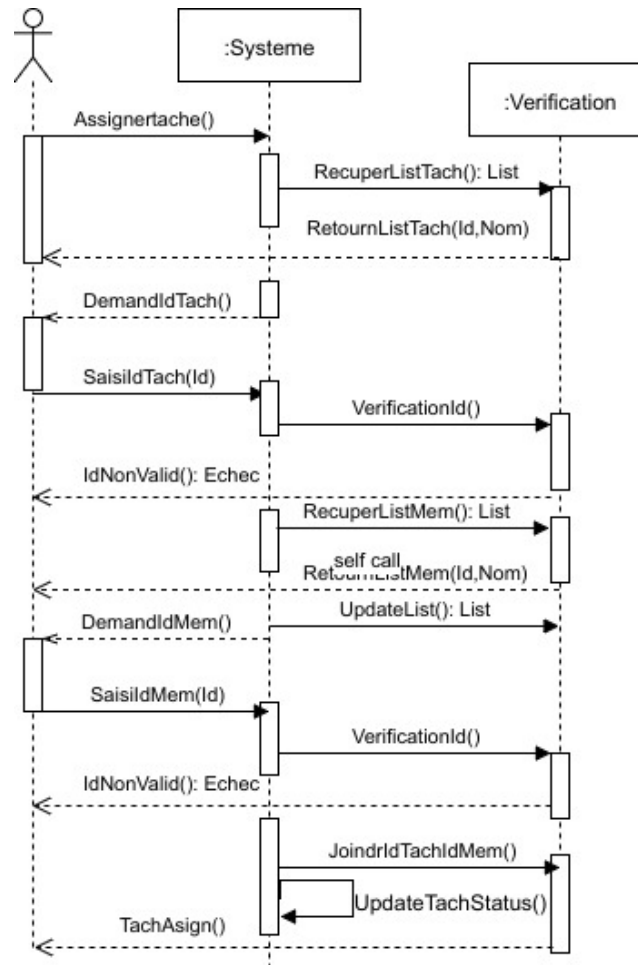 :Systeme
:Verification
Assignertache()
RecuperListTach(): List
RetournListTach(Id,Nom)
DemandIdTach()
SaisiIdTach(Id)
VerificationId()
IdNonValid(): Echec
RecuperListMem(): List
self call
RetournListMem(Id,Nom)
UpdateList(): List
DemandIdMem()
SaisiIdMem(Id)
VerificationId()
IdNonValid(): Echec
JoindrIdTachIdMem()
UpdateTachStatus()
TachAsign()